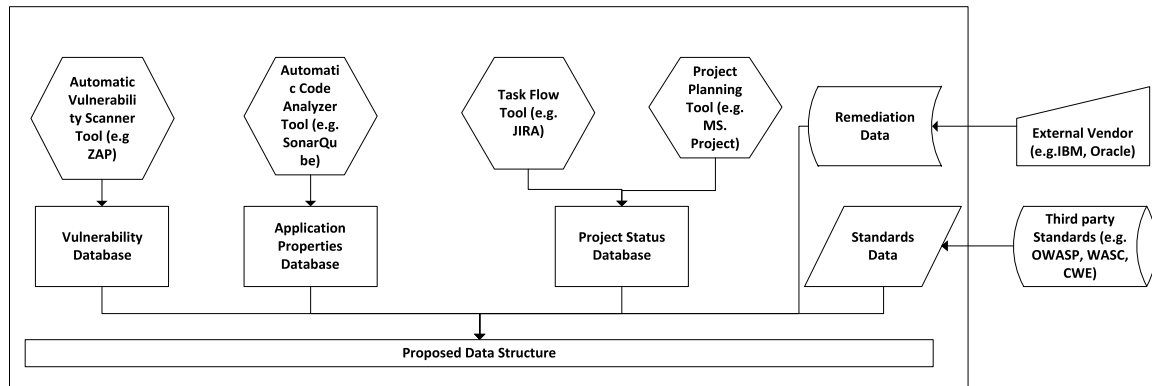 Automatic
Vulnerabili
ty Scanner
Tool (e.g
ZAP)
Automati
c Code
Analyzer
Tool (e.g.
SonarQu
be)
Task Flow
Tool (e.g.
JIRA)
Project
Planning
Tool (e.g.
MS.
Project)
Remediation
Data
External Vendor
(e.g.IBM, Oracle)
Vulnerability
Database
Application
Properties
Database
Project Status
Database
Standards
Data
Third party
Standards (e.g.
OWASP, WASC,
CWE)
Proposed Data Structure